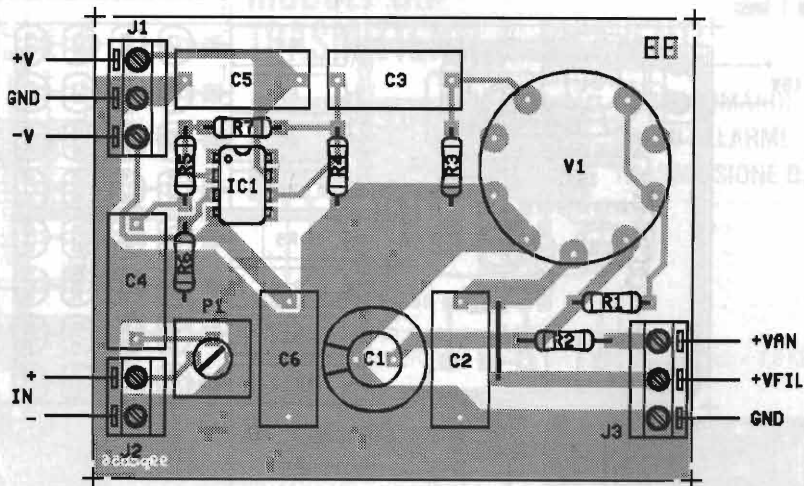 J1
EE
+V
GND
-V
C5
C3
R7
R5
IC1
R4
R3
V1
C4
R6
P1
R1
C6
C1
C2
R2
+VAN
+VFIL
GND
+
IN
-
J2
J3